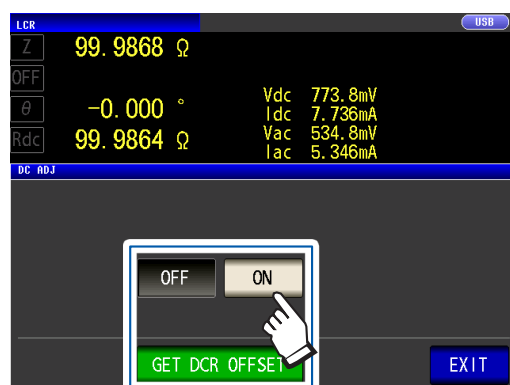 LCR USB
Z 99.9868 Ω
OFF
θ -0.000 ° Vdc 773.8mV
Idc 7.736mA
Rdc 99.9864 Ω Vac 534.8mV
Iac 5.346mA
DC ADJ
OFF ON
GET DCR OFFSET EXIT